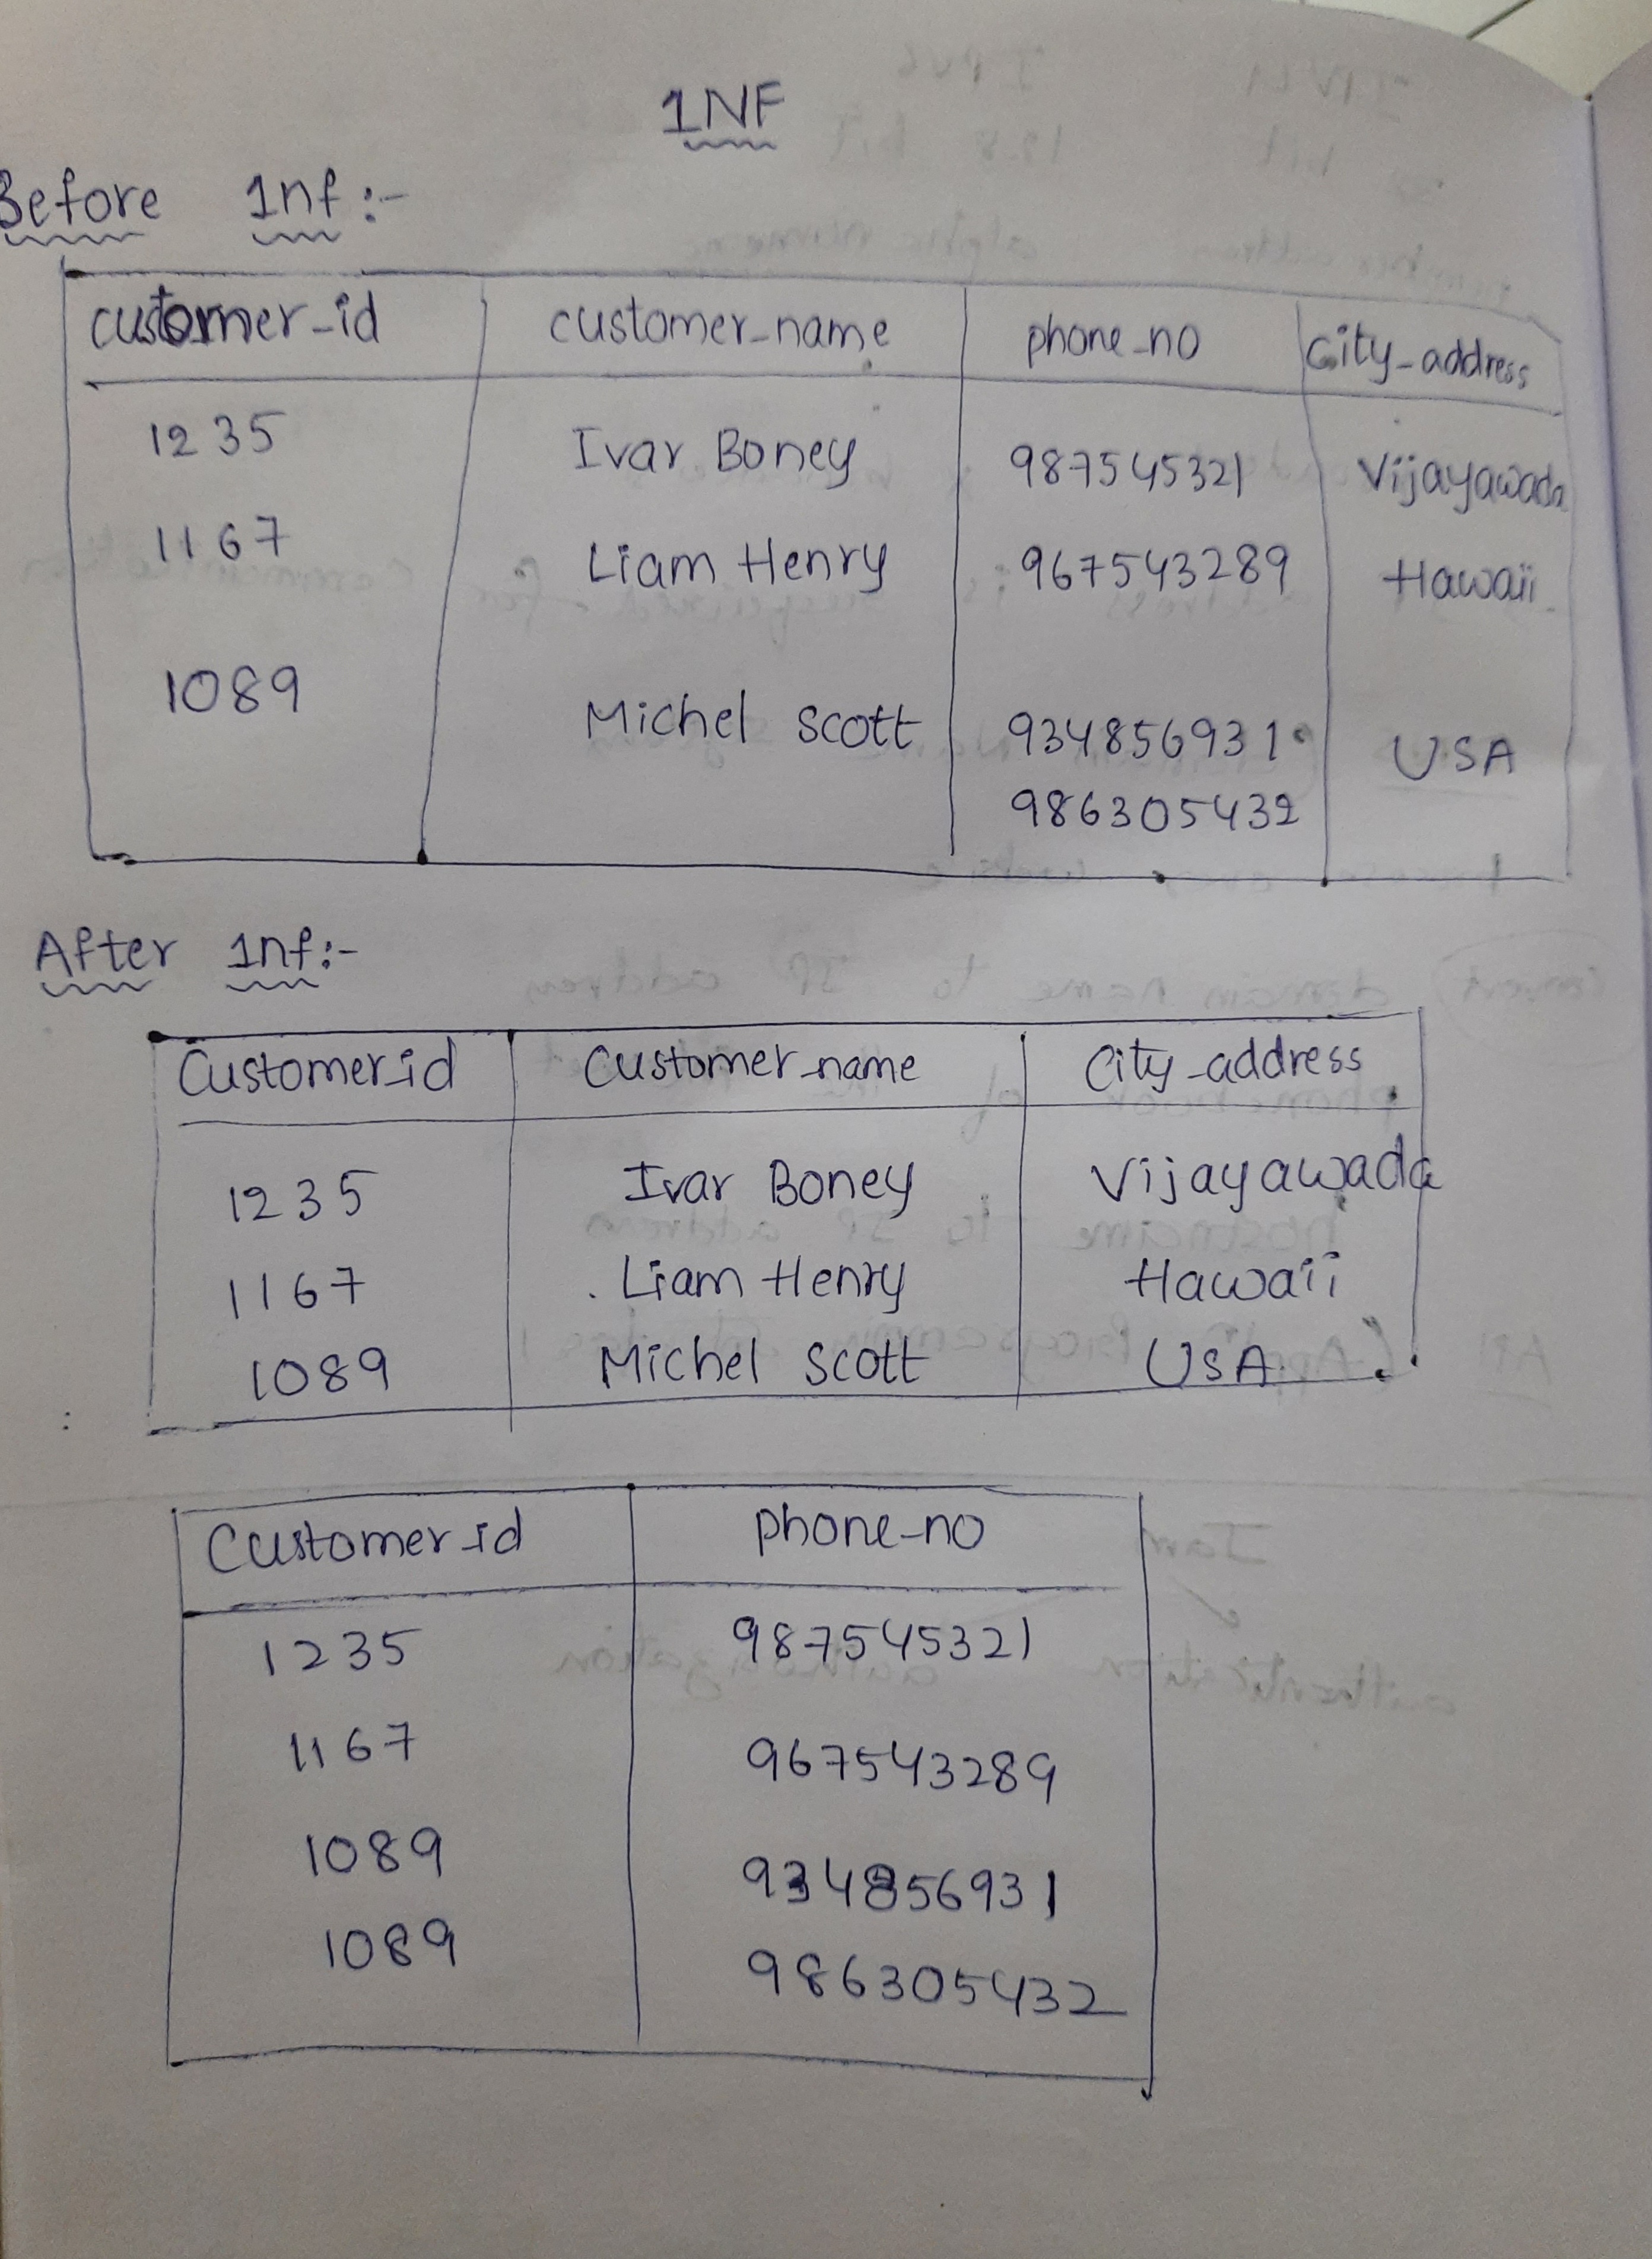 1NF
Before 1nf:-
customer_id customer_name phone_no city_address
1235 Ivar Boney 987545321 Vijayawada
1167 Liam Henry 967543289 Hawaii
1089 Michel Scott 934856931 USA
986305432
After 1nf:-
Customer_id Customer_name City_address
1235 Ivar Boney Vijayawada
1167 Liam Henry Hawaii
1089 Michel Scott USA
Customer_id phone_no
1235 987545321
1167 967543289
1089 934856931
1089 986305432